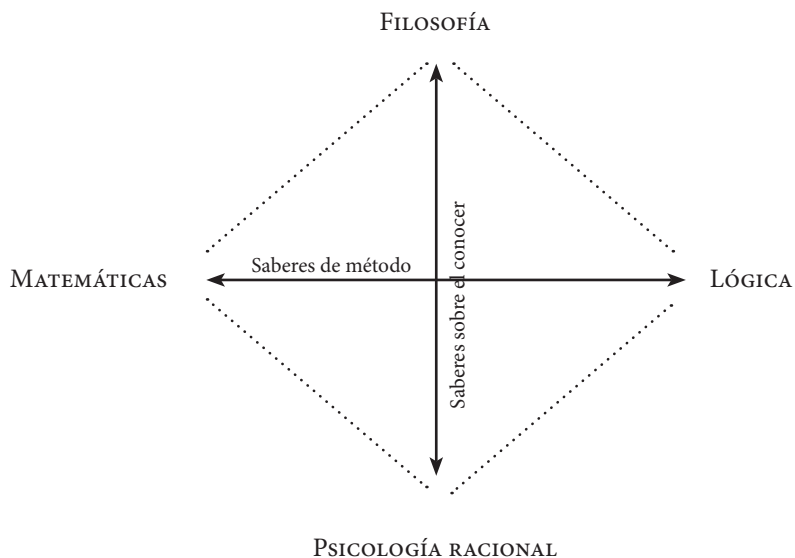 Filosofía
Saberes de método
Matemáticas
Saberes sobre el conocer
Lógica
Psicología racional